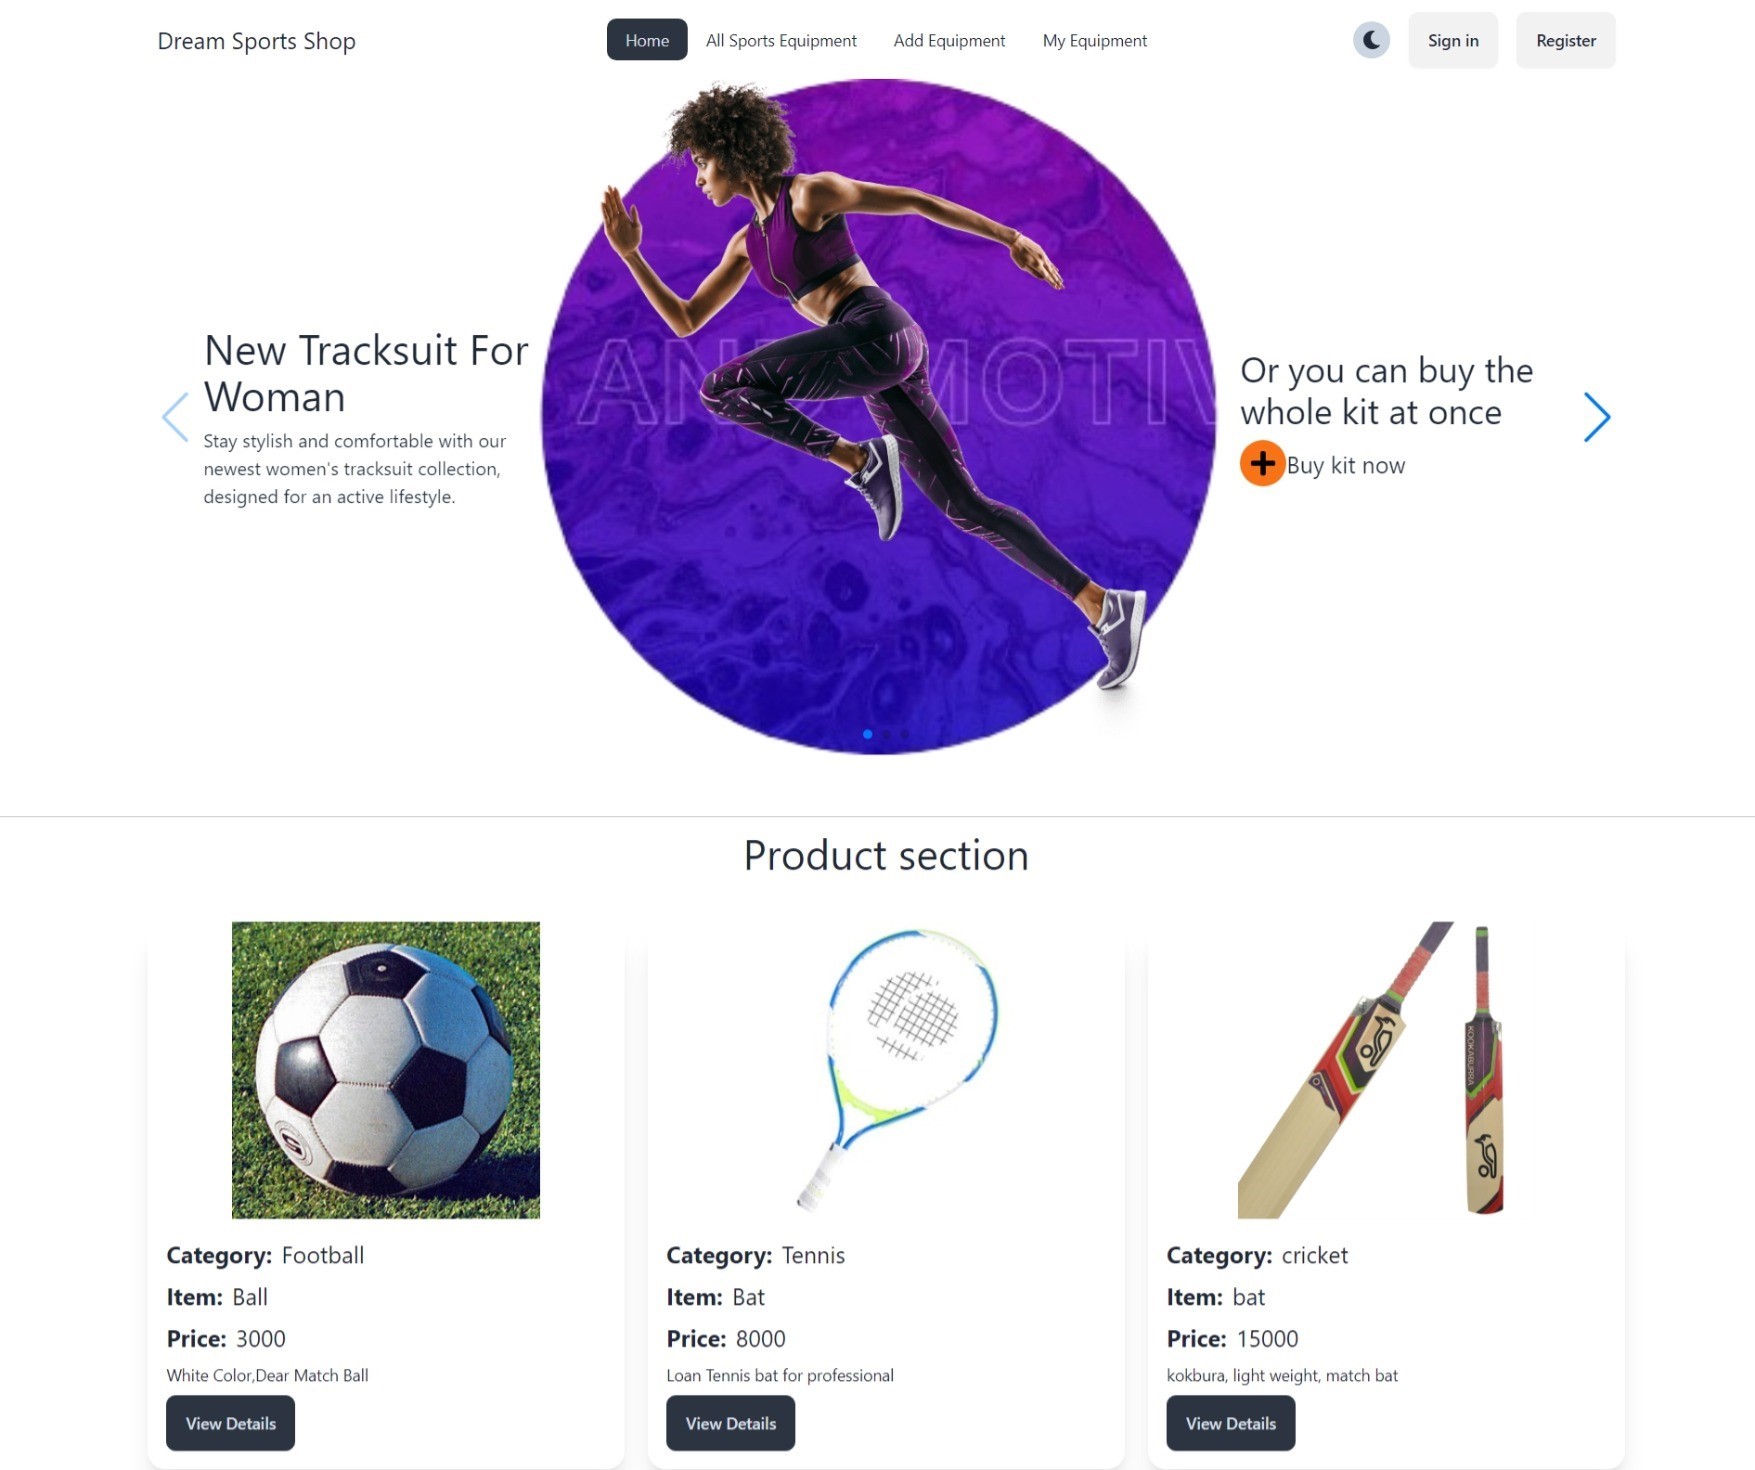 Dream Sports Shop
Home
All Sports Equipment
Add Equipment
My Equipment
Sign in
Register
New Tracksuit For
Woman
Stay stylish and comfortable with our
newest women's tracksuit collection,
designed for an active lifestyle.
Or you can buy the
whole kit at once
Buy kit now
Product section
KOOKABURRA
Category: Football
Item: Ball
Price: 3000
White Color,Dear Match Ball
View Details
Category: Tennis
Item: Bat
Price: 8000
Loan Tennis bat for professional
View Details
Category: cricket
Item: bat
Price: 15000
kokbura, light weight, match bat
View Details